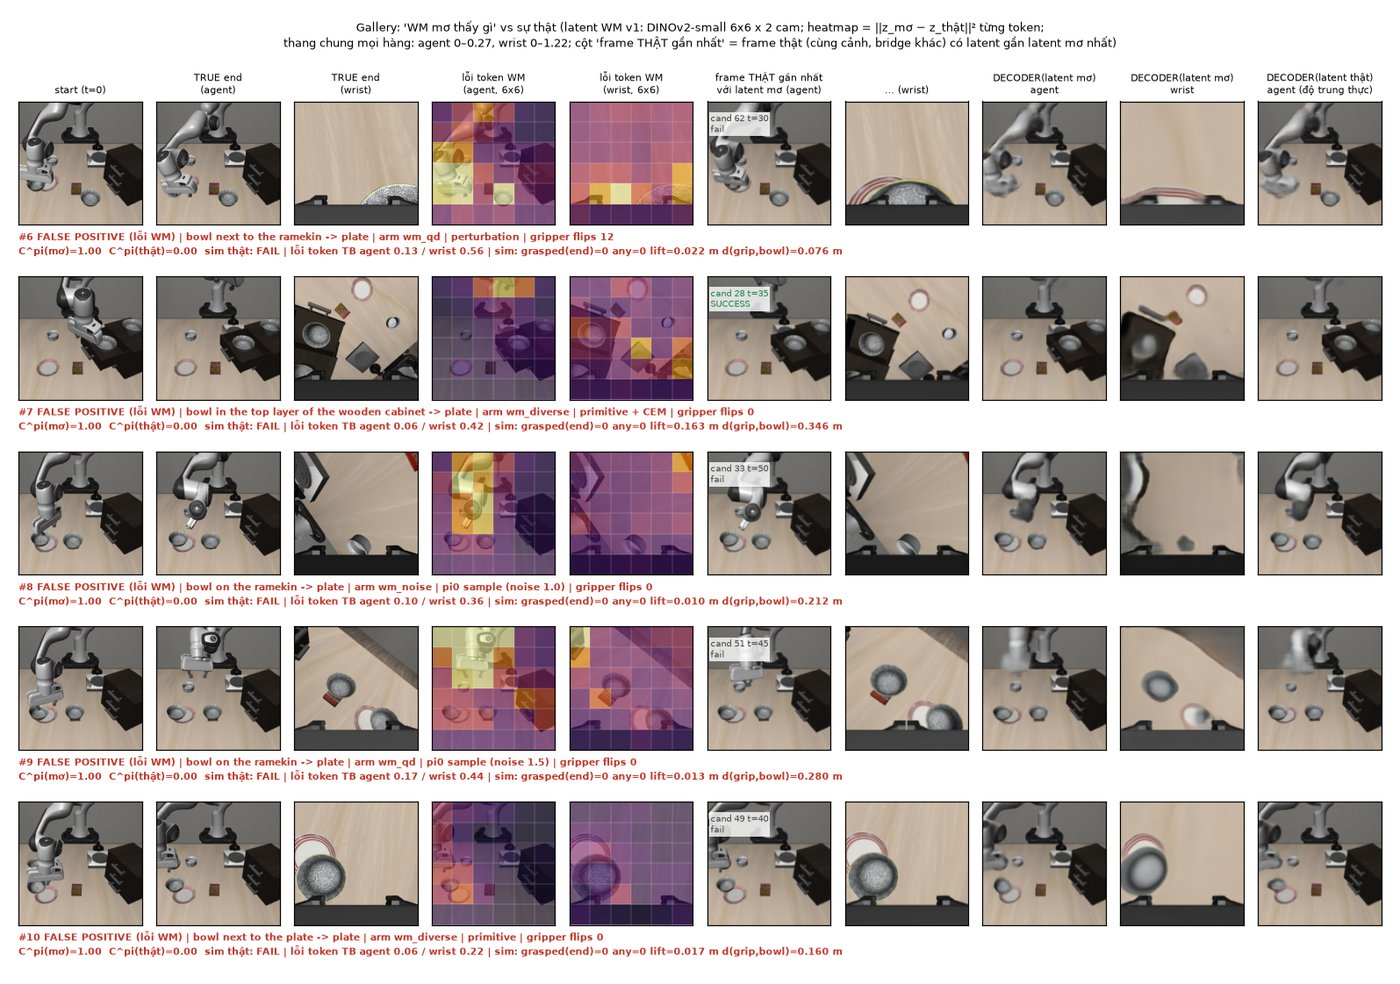 Gallery: 'WM mơ thấy gì' vs sự thật (latent WM v1: DINOv2-small 6x6 x 2 cam; heatmap = ||z_mơ − z_thật||² từng token;
thang chung mọi hàng: agent 0–0.27, wrist 0–1.22; cột 'frame THẬT gần nhất' = frame thật (cùng cảnh, bridge khác) có latent gần latent mơ nhất)
start (t=0)
TRUE end
(agent)
TRUE end
(wrist)
lỗi token WM
(agent, 6x6)
lỗi token WM
(wrist, 6x6)
frame THẬT gần nhất
với latent mơ (agent)
... (wrist)
DECODER(latent mơ)
agent
DECODER(latent mơ)
wrist
DECODER(latent thật)
agent (độ trung thực)
cand 62 t=30
fail
#6 FALSE POSITIVE (lỗi WM) | bowl next to the ramekin -> plate | arm wm_qd | perturbation | gripper flips 12
C^pi(mơ)=1.00 C^pi(thật)=0.00 sim thật: FAIL | lỗi token TB agent 0.13 / wrist 0.56 | sim: grasped(end)=0 any=0 lift=0.022 m d(grip,bowl)=0.076 m
cand 28 t=35
SUCCESS
#7 FALSE POSITIVE (lỗi WM) | bowl in the top layer of the wooden cabinet -> plate | arm wm_diverse | primitive + CEM | gripper flips 0
C^pi(mơ)=1.00 C^pi(thật)=0.00 sim thật: FAIL | lỗi token TB agent 0.06 / wrist 0.42 | sim: grasped(end)=0 any=0 lift=0.163 m d(grip,bowl)=0.346 m
cand 33 t=50
fail
#8 FALSE POSITIVE (lỗi WM) | bowl on the ramekin -> plate | arm wm_noise | pi0 sample (noise 1.0) | gripper flips 0
C^pi(mơ)=1.00 C^pi(thật)=0.00 sim thật: FAIL | lỗi token TB agent 0.10 / wrist 0.36 | sim: grasped(end)=0 any=0 lift=0.010 m d(grip,bowl)=0.212 m
cand 51 t=45
fail
#9 FALSE POSITIVE (lỗi WM) | bowl on the ramekin -> plate | arm wm_qd | pi0 sample (noise 1.5) | gripper flips 0
C^pi(mơ)=1.00 C^pi(thật)=0.00 sim thật: FAIL | lỗi token TB agent 0.17 / wrist 0.44 | sim: grasped(end)=0 any=0 lift=0.013 m d(grip,bowl)=0.280 m
cand 49 t=40
fail
#10 FALSE POSITIVE (lỗi WM) | bowl next to the plate -> plate | arm wm_diverse | primitive | gripper flips 0
C^pi(mơ)=1.00 C^pi(thật)=0.00 sim thật: FAIL | lỗi token TB agent 0.06 / wrist 0.22 | sim: grasped(end)=0 any=0 lift=0.017 m d(grip,bowl)=0.160 m